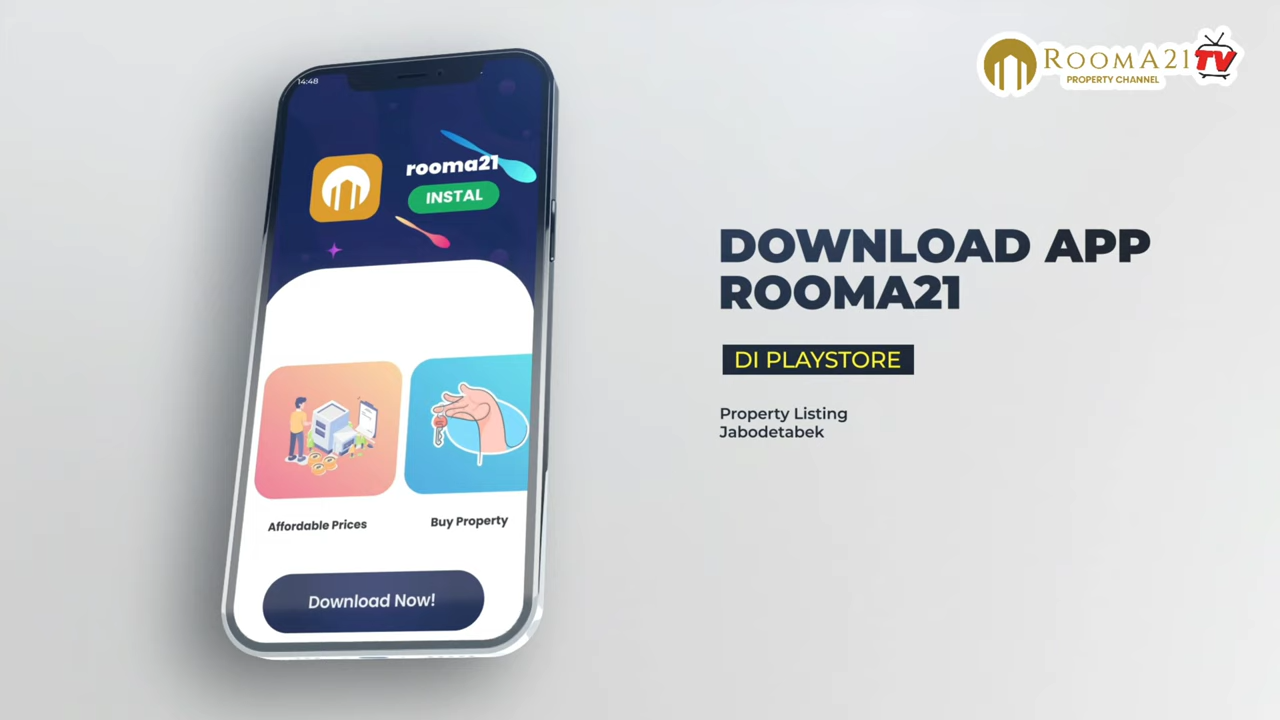 ROOMA21 TV
PROPERTY CHANNEL
14:48
rooma21
INSTAL
Affordable Prices
Buy Property
Download Now!
DOWNLOAD APP
ROOMA21
DI PLAYSTORE
Property Listing
Jabodetabek